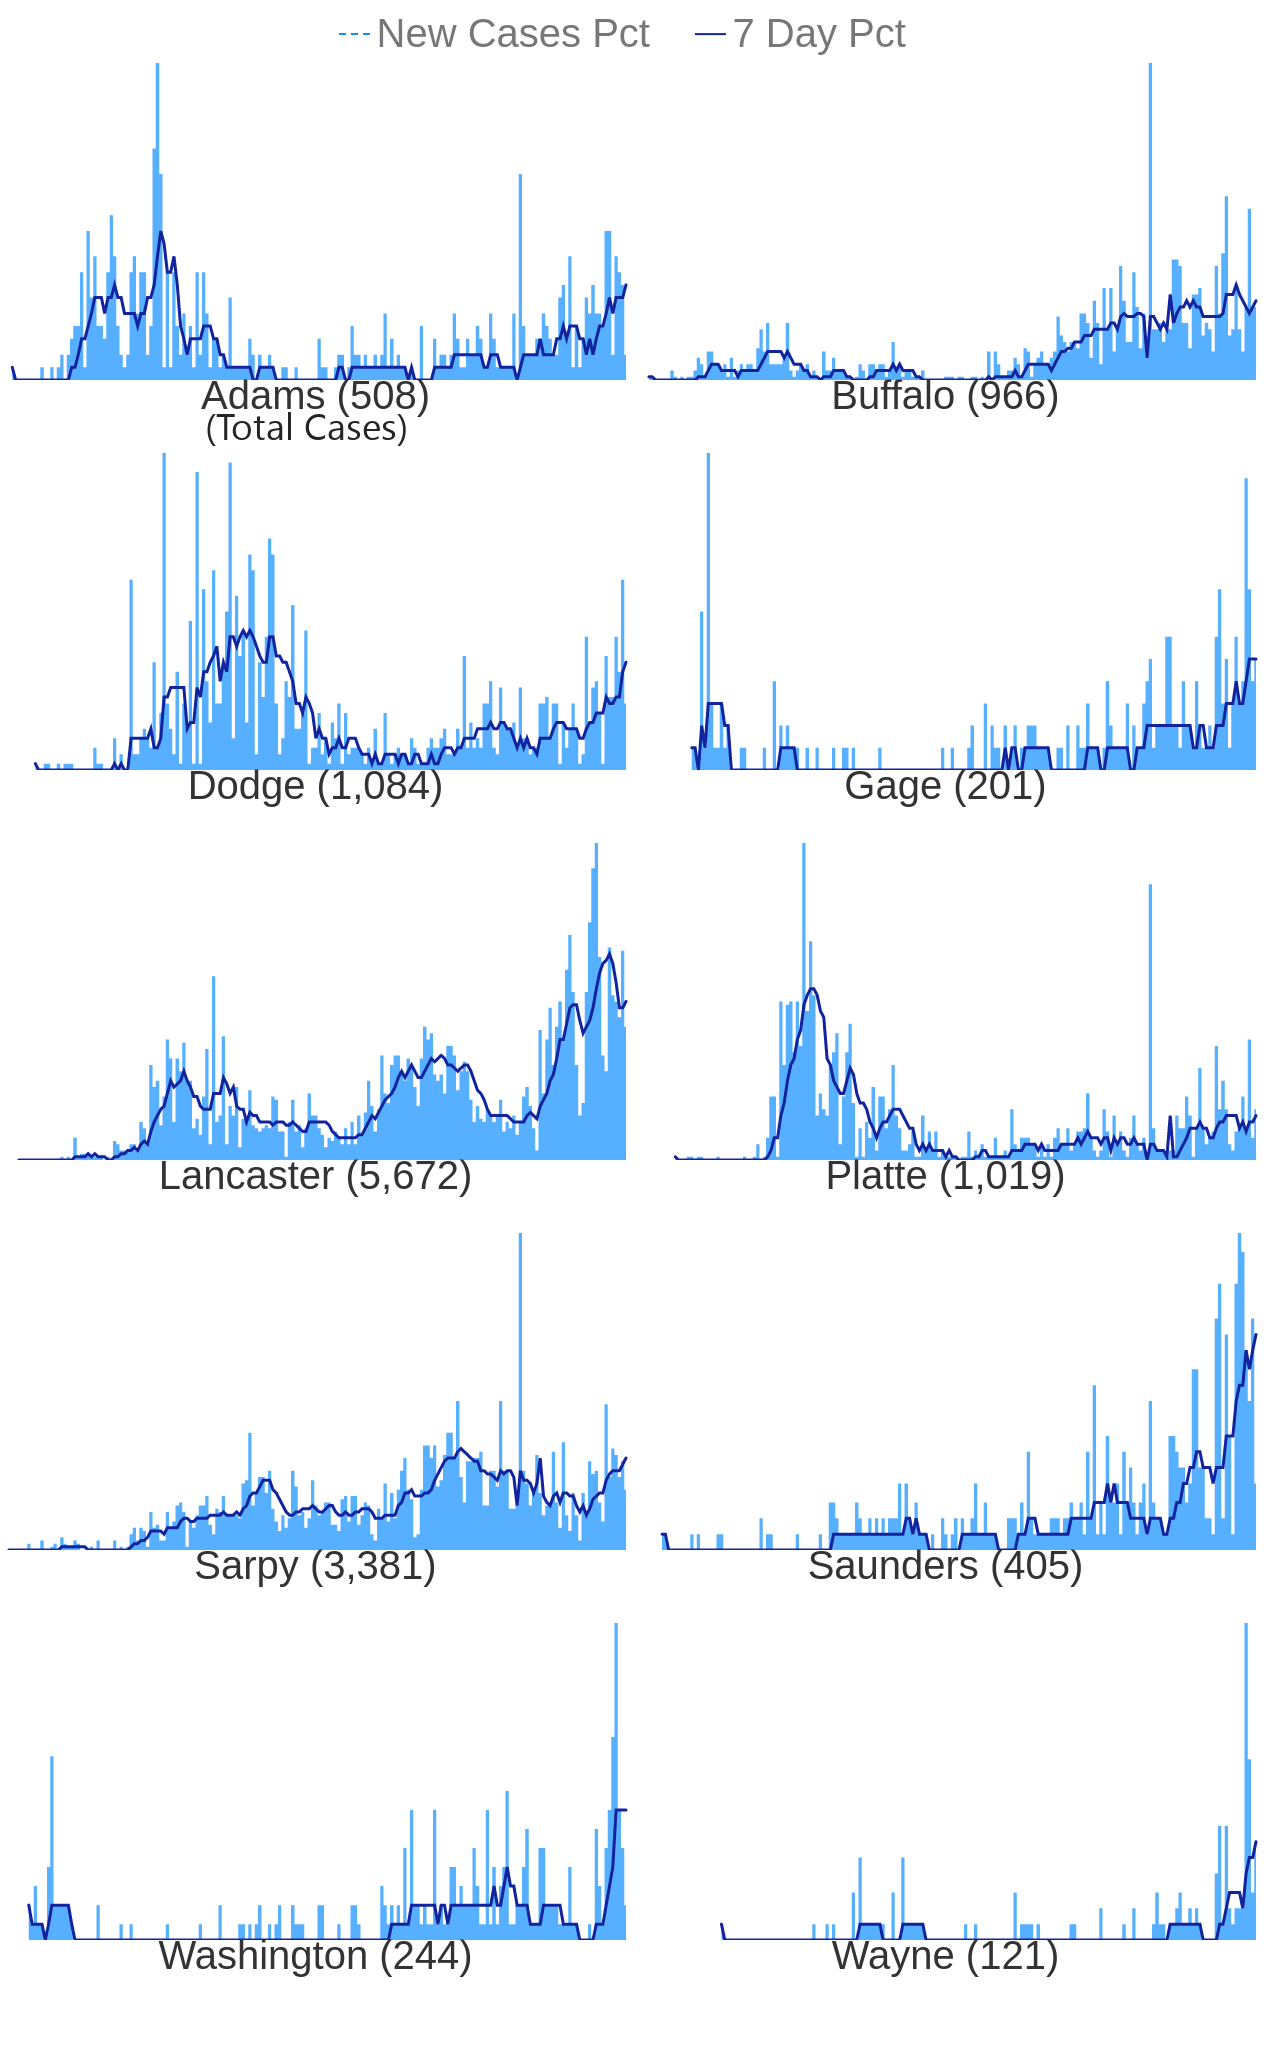 New Cases Pct 7 Day Pct
Adams (508) Buffalo (966)
(Total Cases)
Dodge (1,084) Gage (201)
Lancaster (5,672) Platte (1,019)
Sarpy (3,381) Saunders (405)
Washington (244) Wayne (121)